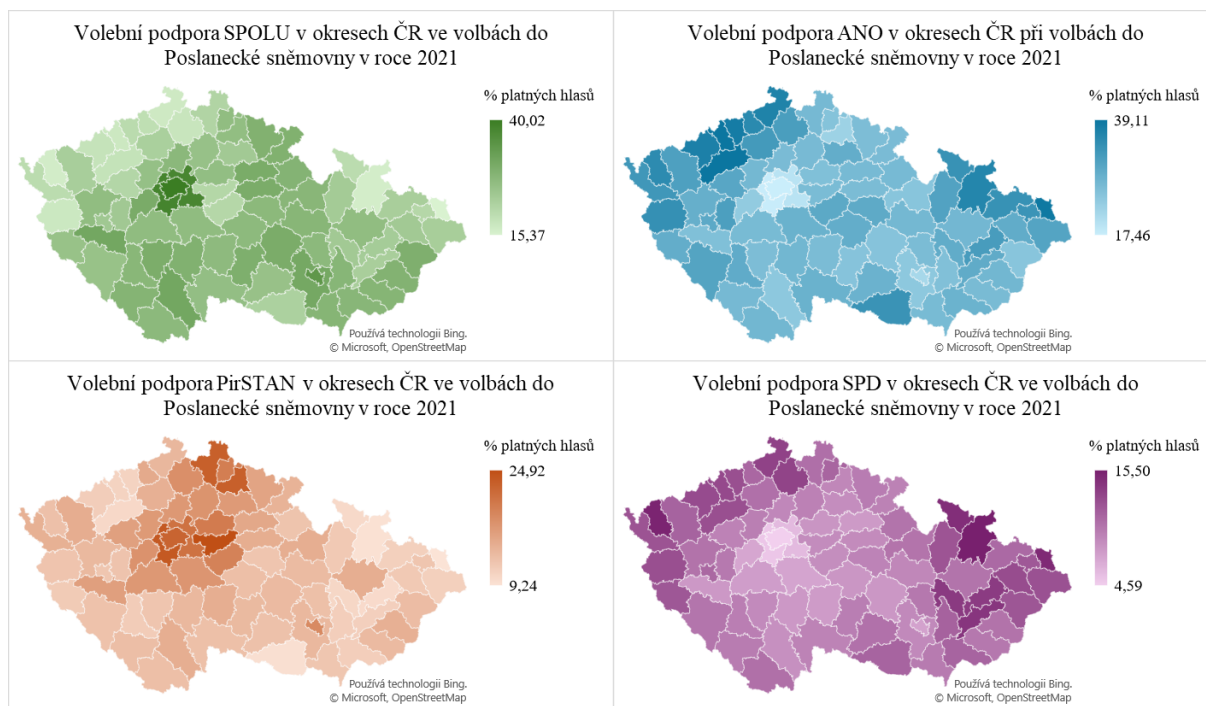 Volební podpora SPOLU v okresech ČR ve volbách do
Poslanecké sněmovny v roce 2021
% platných hlasů
40,02
15,37
Používá technologii Bing.
© Microsoft, OpenStreetMap
Volební podpora ANO v okresech ČR při volbách do
Poslanecké sněmovny v roce 2021
% platných hlasů
39,11
17,46
Používá technologii Bing.
© Microsoft, OpenStreetMap
Volební podpora PirSTAN v okresech ČR ve volbách do
Poslanecké sněmovny v roce 2021
% platných hlasů
24,92
9,24
Používá technologii Bing.
© Microsoft, OpenStreetMap
Volební podpora SPD v okresech ČR ve volbách do
Poslanecké sněmovny v roce 2021
% platných hlasů
15,50
4,59
Používá technologii Bing.
© Microsoft, OpenStreetMap